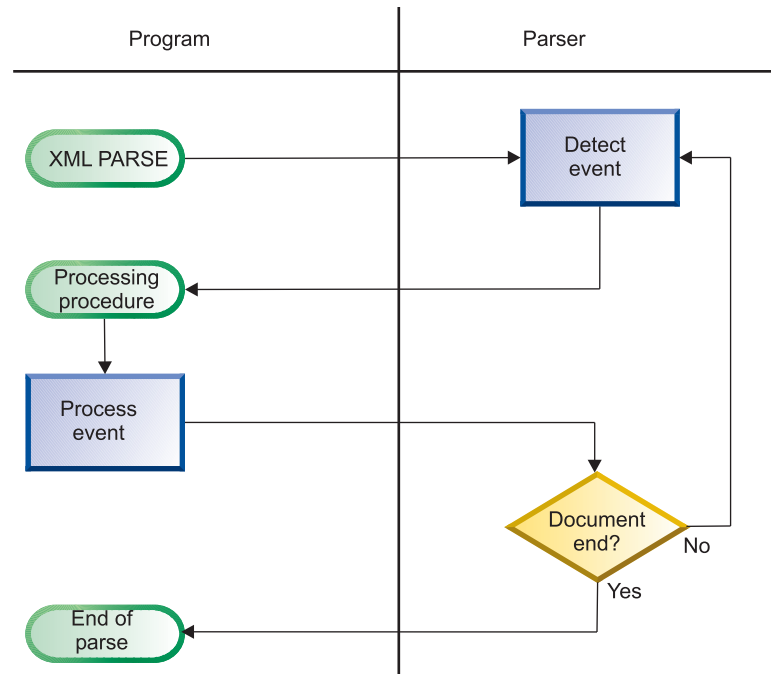 Program
Parser
XML PARSE
Detect
event
Processing
procedure
Process
event
Document
end?
No
Yes
End of
parse